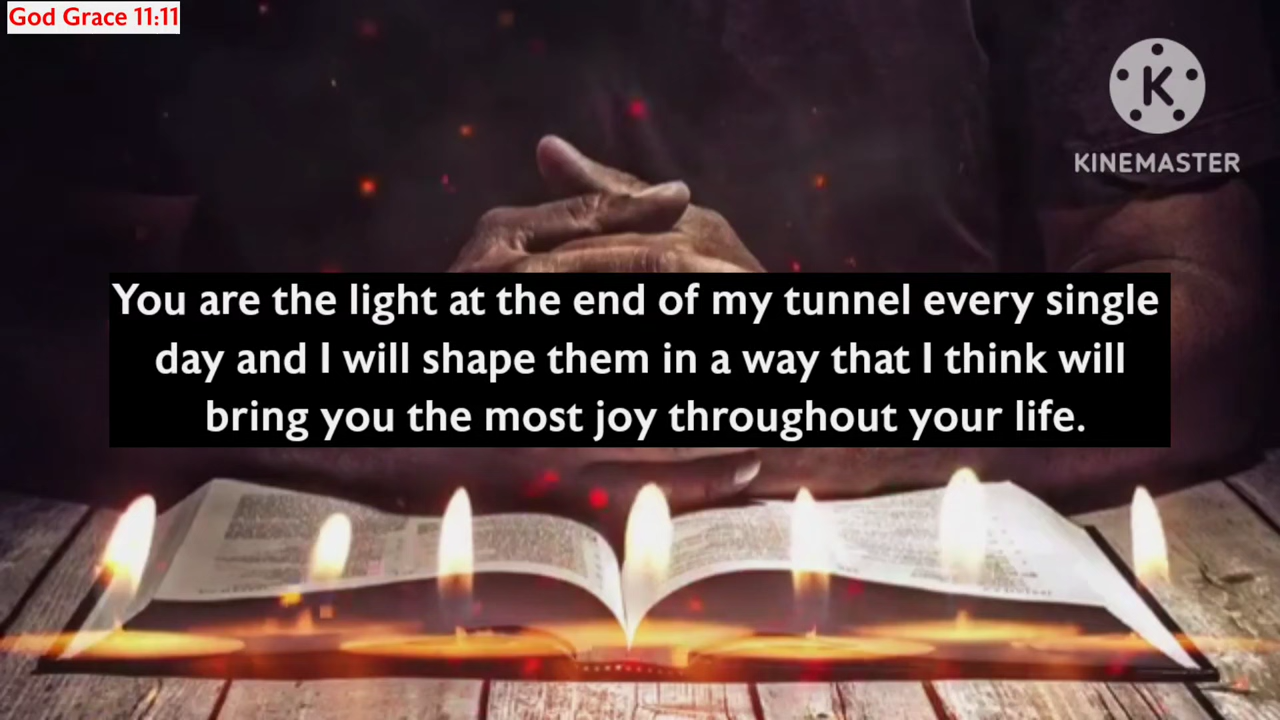 God Grace 11:11
K
KINEMASTER
You are the light at the end of my tunnel every single
day and I will shape them in a way that I think will
bring you the most joy throughout your life.